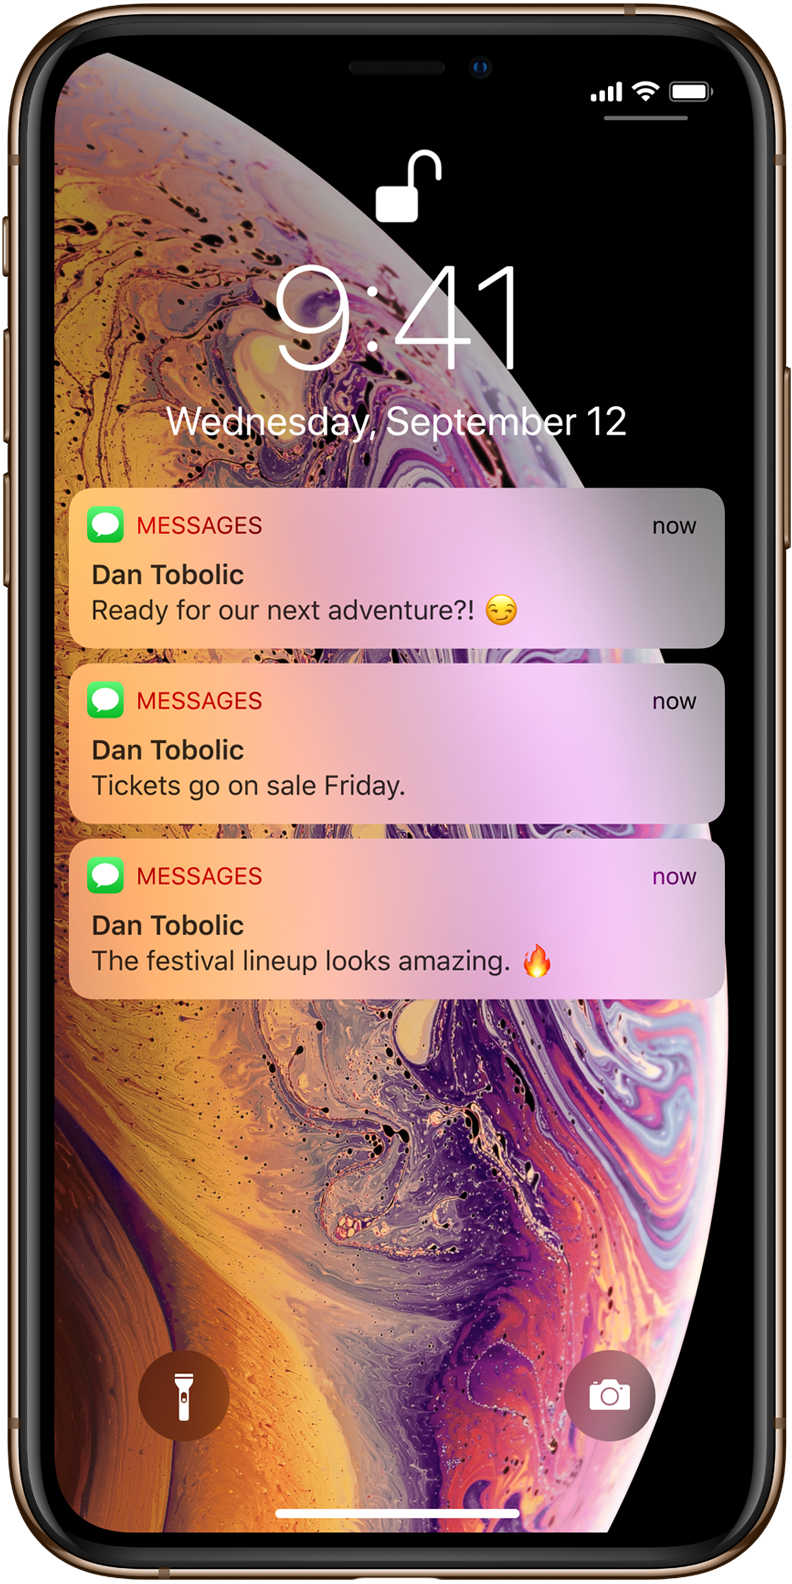 9:41
Wednesday, September 12
MESSAGES now
Dan Tobolic
Ready for our next adventure?! 😏
MESSAGES now
Dan Tobolic
Tickets go on sale Friday.
MESSAGES now
Dan Tobolic
The festival lineup looks amazing. 🔥